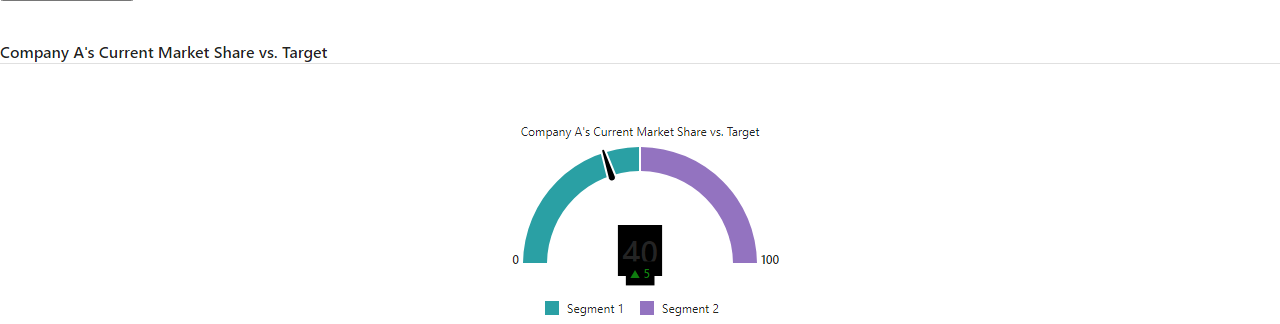 Company A's Current Market Share vs. Target
Company A's Current Market Share vs. Target
0
40
100
▲ 5
Segment 1
Segment 2